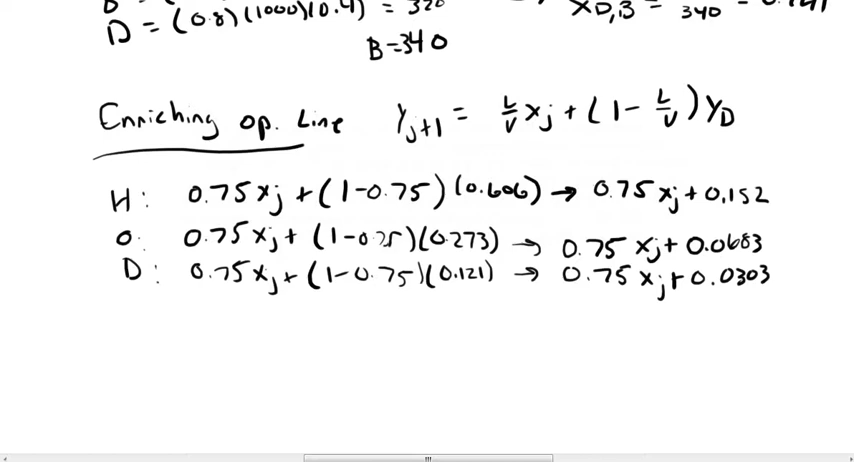 D = (0.8)(1000)(0.4) = 320
X_D,B = 340
B = 340
Enriching op. Line y_j+1 = L/V x_j + (1 - L/V) y_D
H: 0.75 x_j + (1-0.75)(0.606) → 0.75 x_j + 0.152
O: 0.75 x_j + (1-0.75)(0.273) → 0.75 x_j + 0.0683
D: 0.75 x_j + (1-0.75)(0.121) → 0.75 x_j + 0.0303